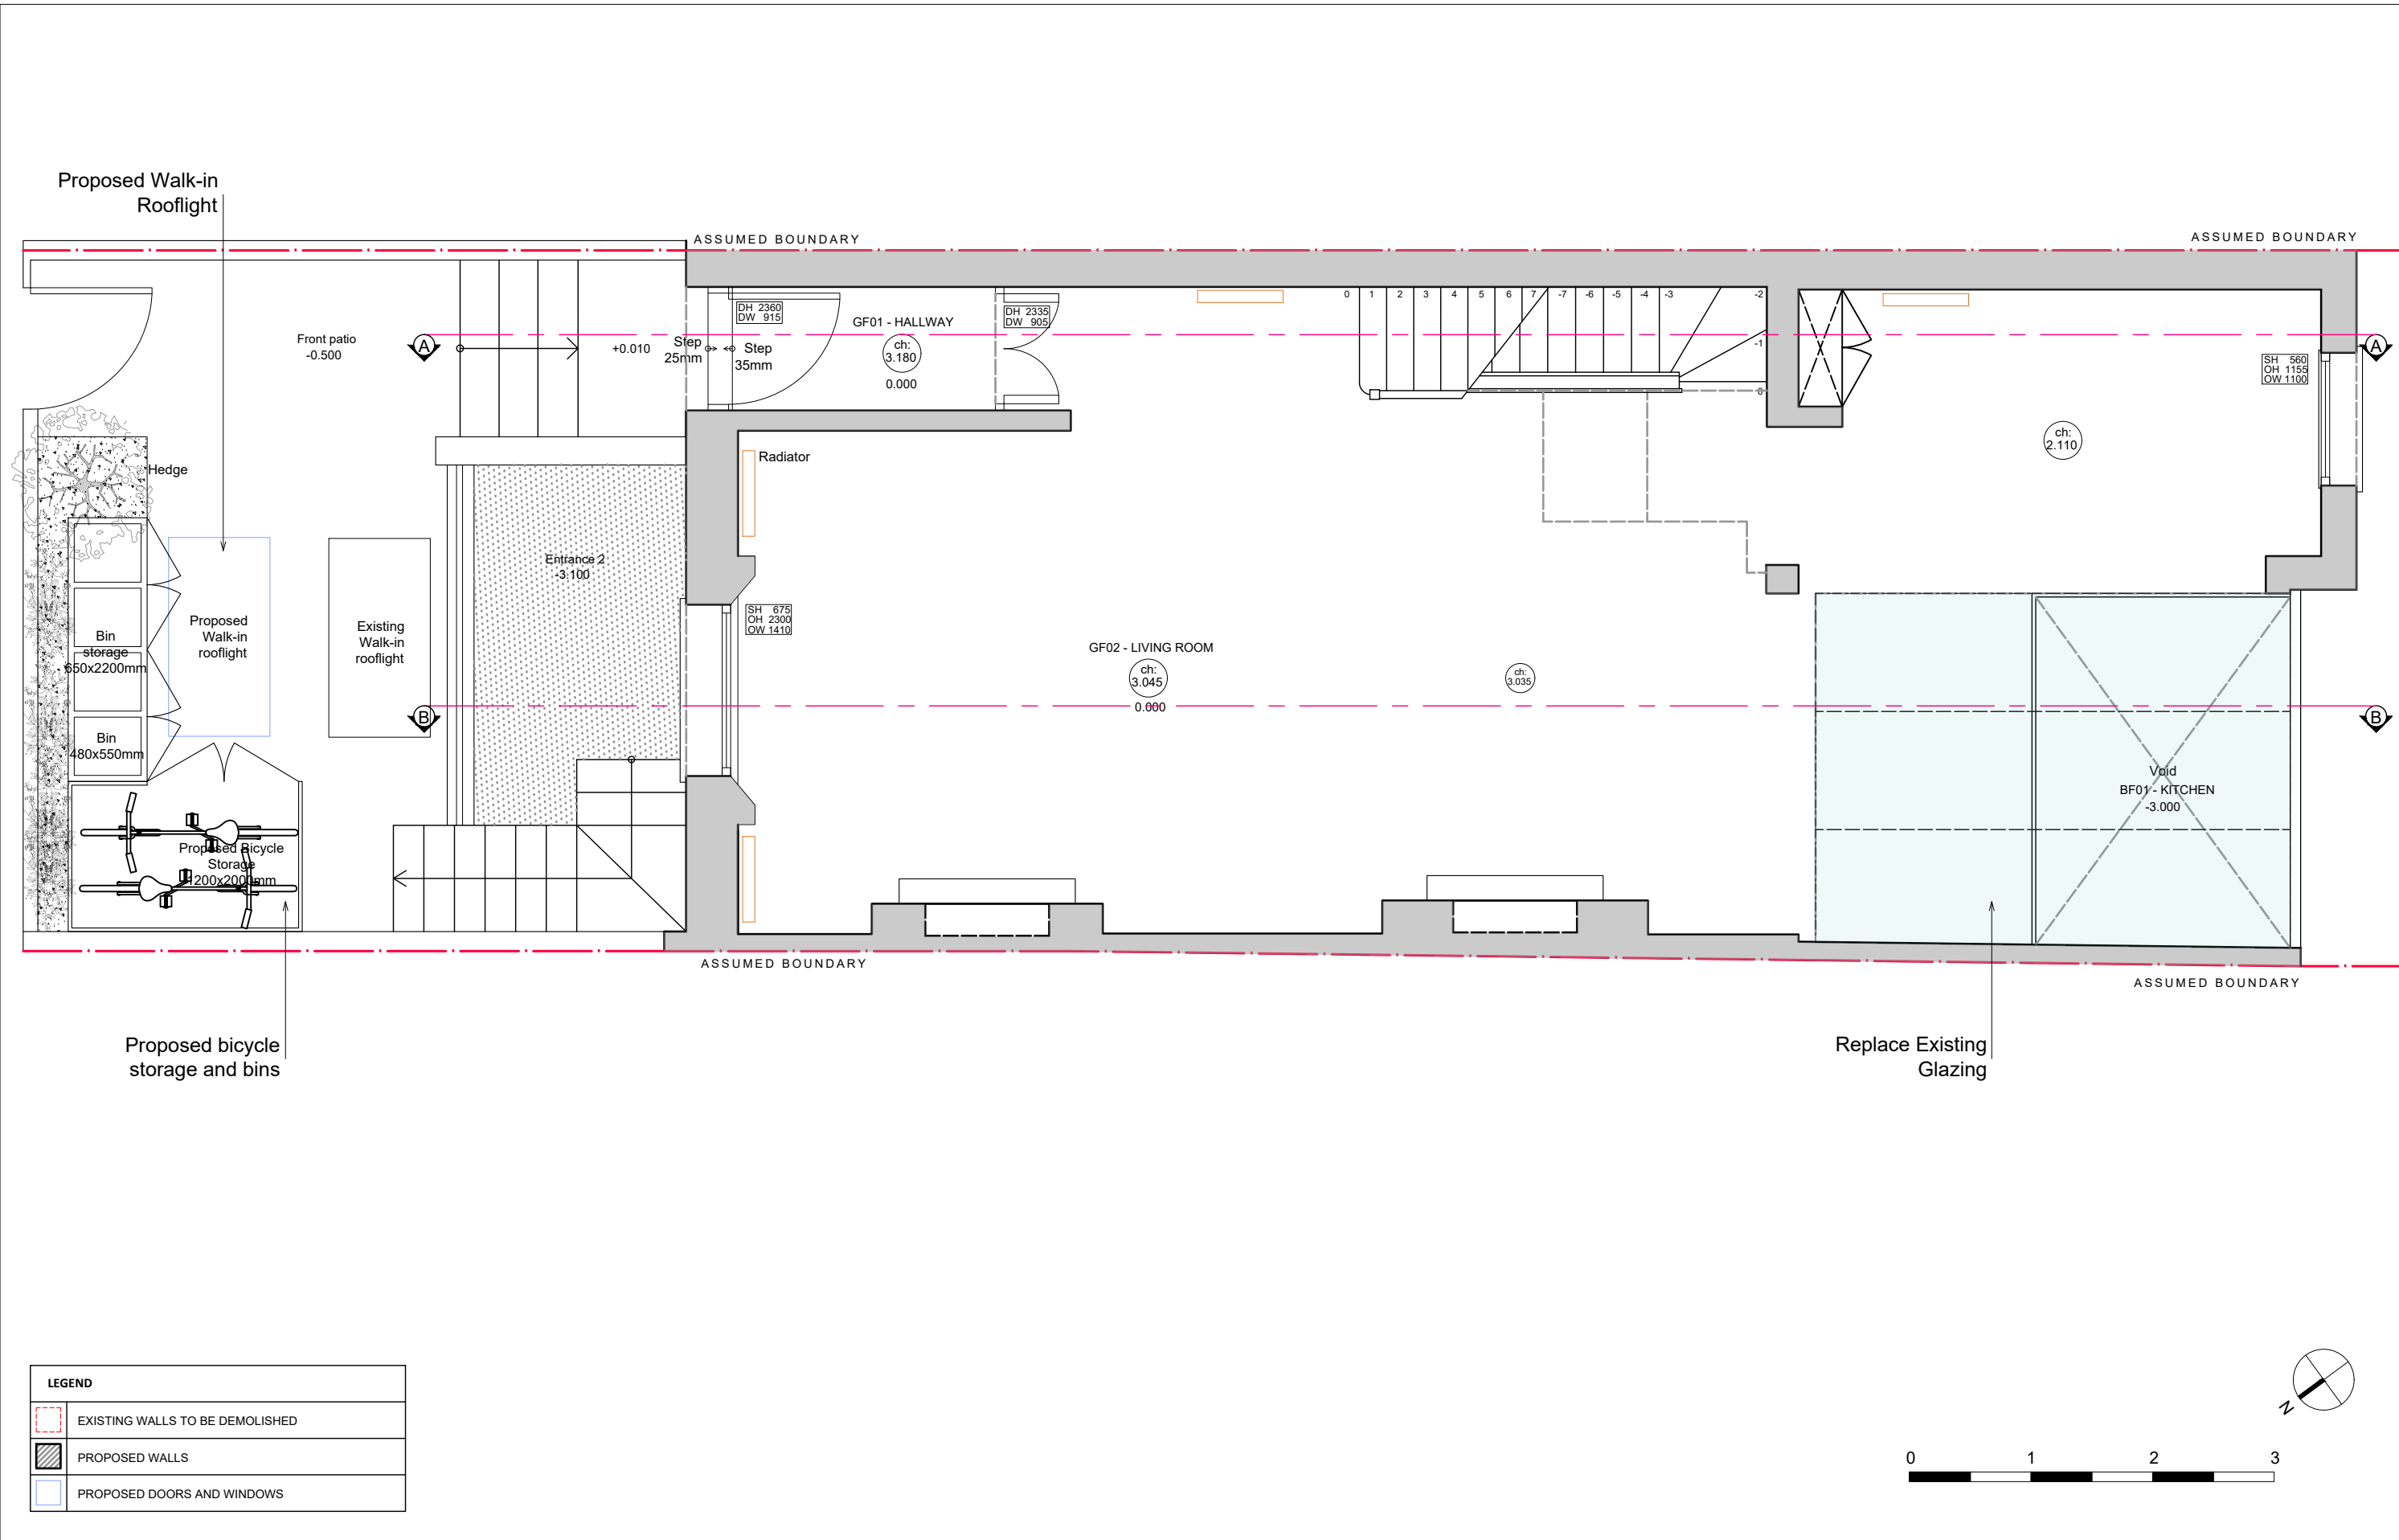 Proposed Walk-in
Rooflight
ASSUMED BOUNDARY
ASSUMED BOUNDARY
DH 2360
DW 915
GF01 - HALLWAY
ch:
3.180
0.000
DH 2335
DW 905
0 1 2 3 4 5 6 7 -7 -6 -5 -4 -3 -2
-1
0
Front patio
-0.500
A
+0.010
Step
25mm
Step
35mm
A
SH 560
OH 1155
OW 1100
ch:
2.110
Hedge
Radiator
Entrance 2
-3.100
SH 675
OH 2300
OW 1410
Bin
storage
650x2200mm
Proposed
Walk-in
rooflight
Existing
Walk-in
rooflight
GF02 - LIVING ROOM
ch:
3.045
0.000
ch:
3.035
B
B
Bin
480x550mm
Void
BF01 - KITCHEN
-3.000
Proposed Bicycle
Storage
1200x2000mm
ASSUMED BOUNDARY
ASSUMED BOUNDARY
Proposed bicycle
storage and bins
Replace Existing
Glazing
LEGEND
EXISTING WALLS TO BE DEMOLISHED
PROPOSED WALLS
PROPOSED DOORS AND WINDOWS
N
0 1 2 3